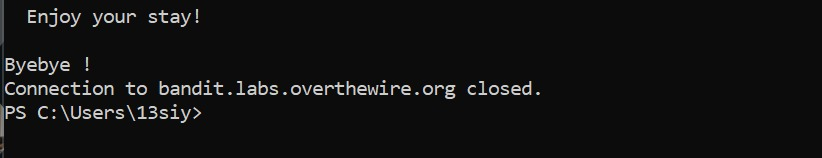 Enjoy your stay!
Byebye !
Connection to bandit.labs.overthewire.org closed.
PS C:\Users\13siy>